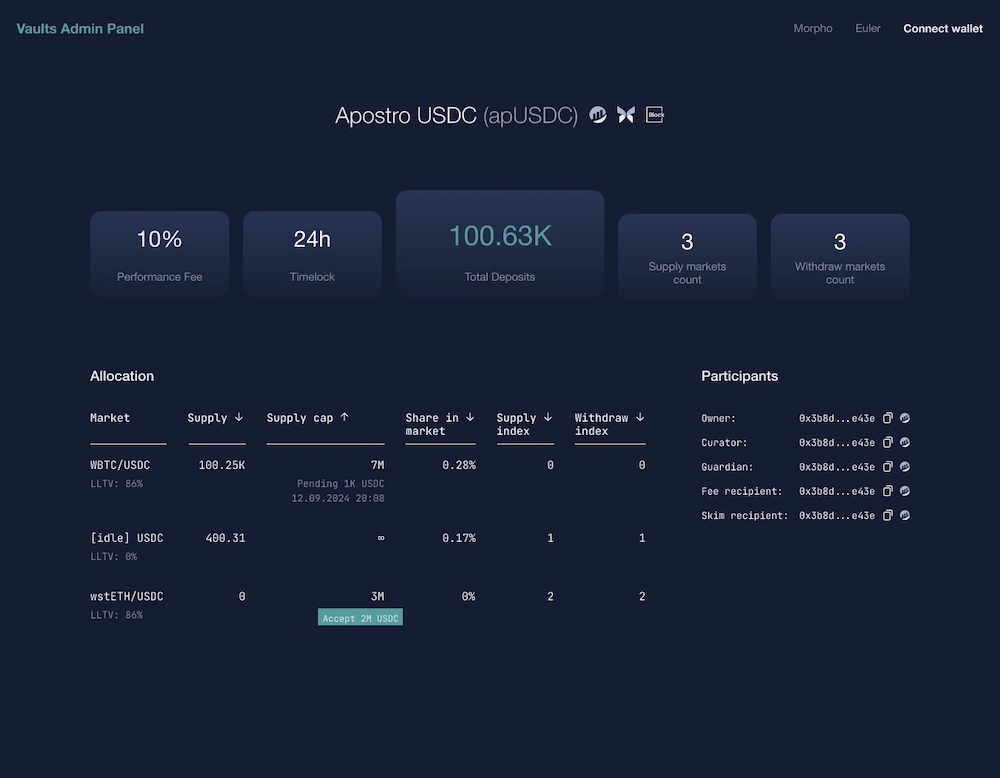 Vaults Admin Panel
Morpho
Euler
Connect wallet
Apostro USDC (apUSDC)
Block
10%
Performance Fee
24h
Timelock
100.63K
Total Deposits
3
Supply markets
count
3
Withdraw markets
count
Allocation
Market
Supply ↓
Supply cap ↑
Share in ↓
market
Supply ↓
index
Withdraw ↓
index
WBTC/USDC 100.25K 7M 0.28% 0 0
LLTV: 86% Pending 1K USDC
12.09.2024 20:08
[idle] USDC 400.31 ∞ 0.17% 1 1
LLTV: 0%
wstETH/USDC 0 3M 0% 2 2
LLTV: 86% Accept 2M USDC
Participants
Owner: 0x3b8d...e43e
Curator: 0x3b8d...e43e
Guardian: 0x3b8d...e43e
Fee recipient: 0x3b8d...e43e
Skim recipient: 0x3b8d...e43e